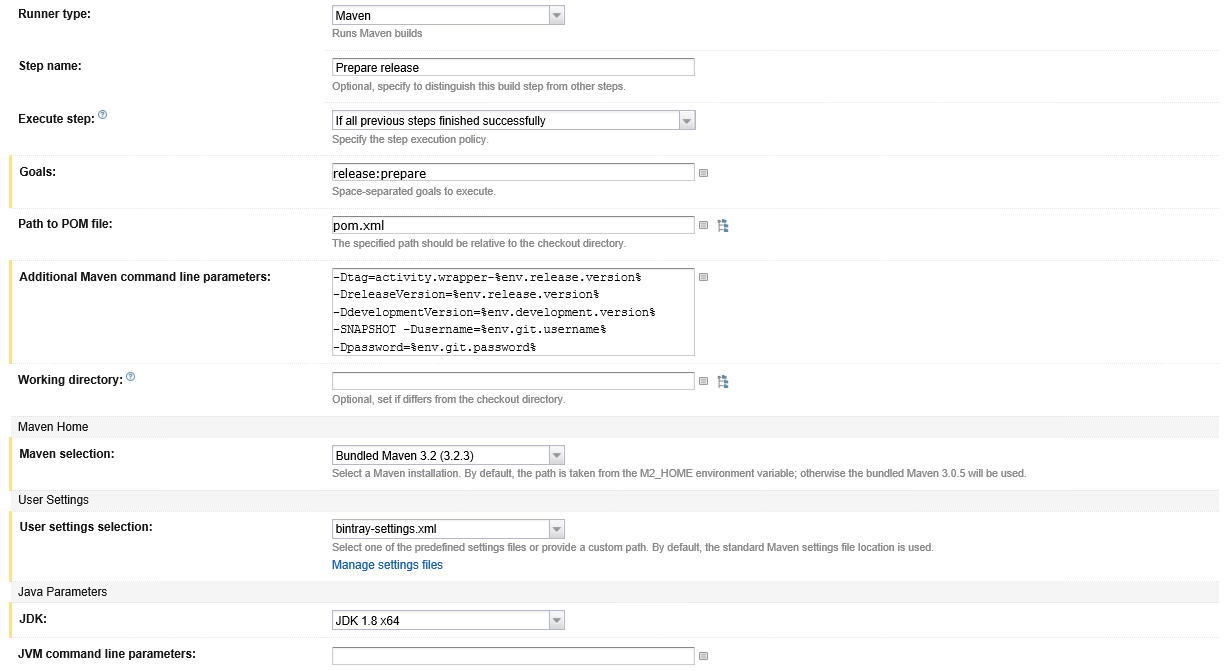 Runner type:
Maven
Runs Maven builds
Step name:
Prepare release
Optional, specify to distinguish this build step from other steps.
Execute step: ?
If all previous steps finished successfully
Specify the step execution policy.
Goals:
release:prepare
Space-separated goals to execute.
Path to POM file:
pom.xml
The specified path should be relative to the checkout directory.
Additional Maven command line parameters:
-Dtag=activity.wrapper-%env.release.version%
-DreleaseVersion=%env.release.version%
-DdevelopmentVersion=%env.development.version%
-SNAPSHOT -Dusername=%env.git.username%
-Dpassword=%env.git.password%
Working directory: ?
Optional, set if differs from the checkout directory.
Maven Home
Maven selection:
Bundled Maven 3.2 (3.2.3)
Select a Maven installation. By default, the path is taken from the M2_HOME environment variable; otherwise the bundled Maven 3.0.5 will be used.
User Settings
User settings selection:
bintray-settings.xml
Select one of the predefined settings files or provide a custom path. By default, the standard Maven settings file location is used.
Manage settings files
Java Parameters
JDK:
JDK 1.8 x64
JVM command line parameters: